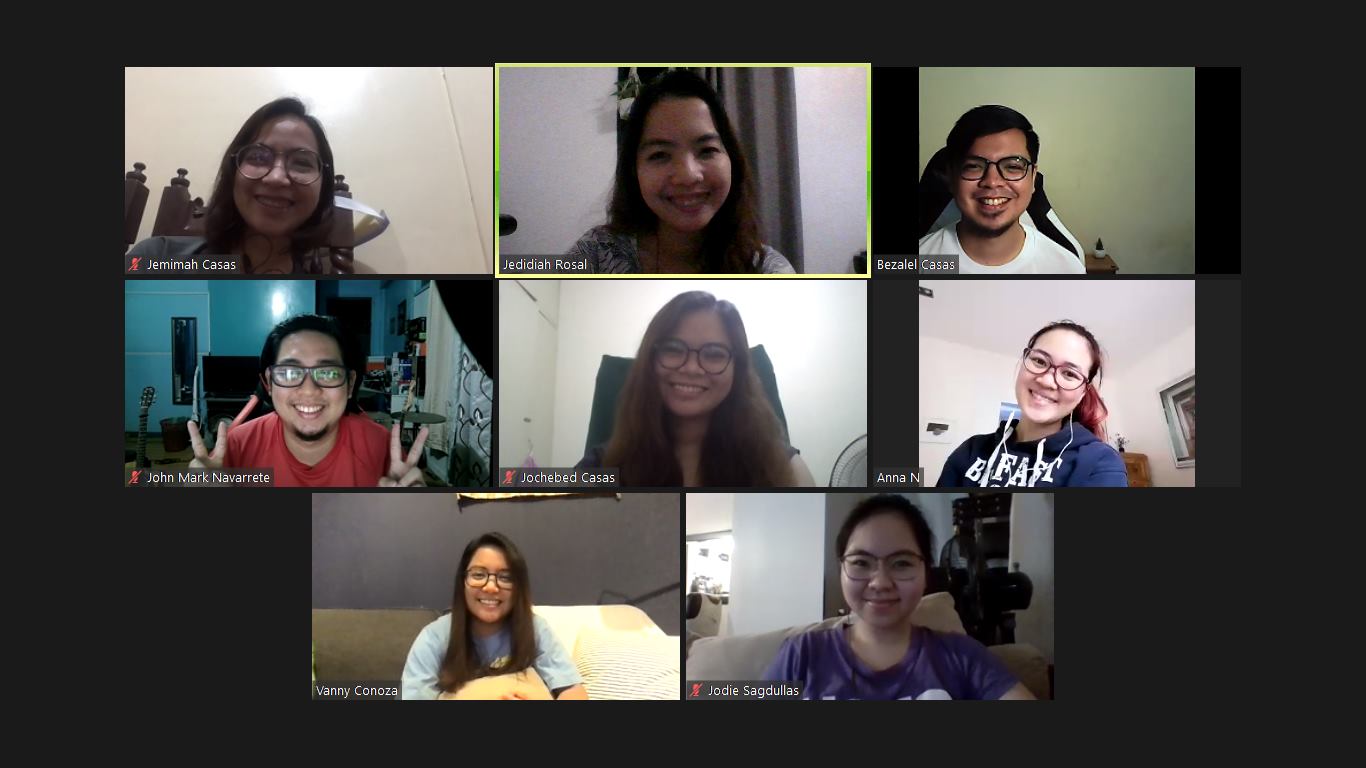 Jemimah Casas
Jedidiah Rosal
Bezalel Casas
John Mark Navarrete
Jochebed Casas
Anna N
Vanny Conoza
Jodie Sagdullas